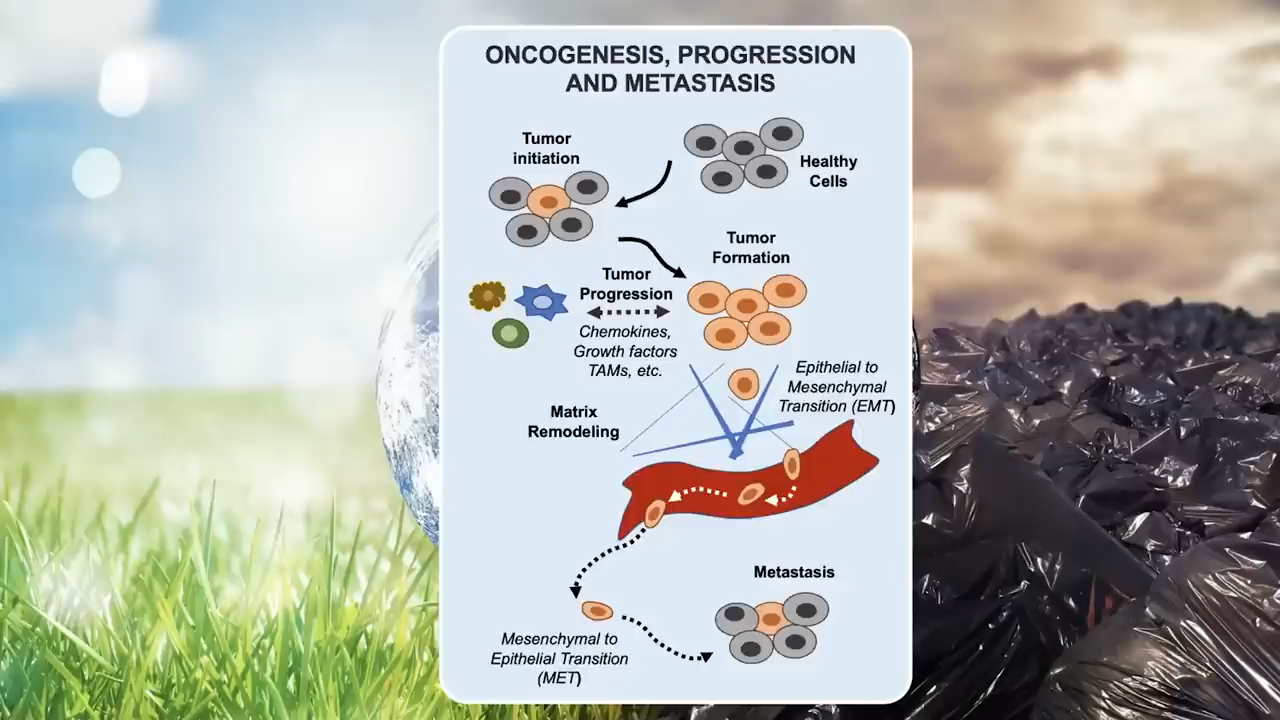 ONCOGENESIS, PROGRESSION
AND METASTASIS
Tumor
initiation
Healthy
Cells
Tumor
Formation
Tumor
Progression
Chemokines,
Growth factors
TAMs, etc.
Epithelial to
Mesenchymal
Transition (EMT)
Matrix
Remodeling
Metastasis
Mesenchymal to
Epithelial Transition
(MET)